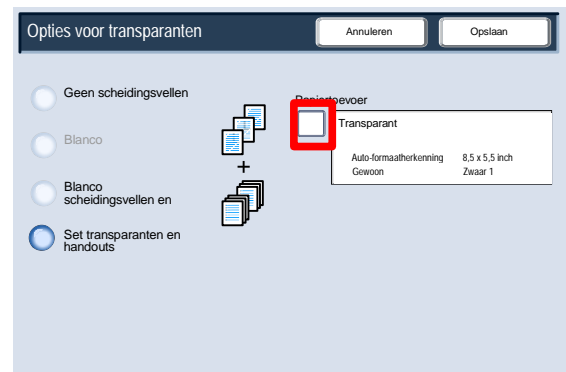 Opties voor transparanten
Annuleren
Opslaan
Geen scheidingsvellen
Blanco
Blanco
scheidingsvellen en
Set transparanten en
handouts
+
Papiertoevoer
Transparant
Auto-formaatherkenning 8,5 x 5,5 inch
Gewoon Zwaar 1